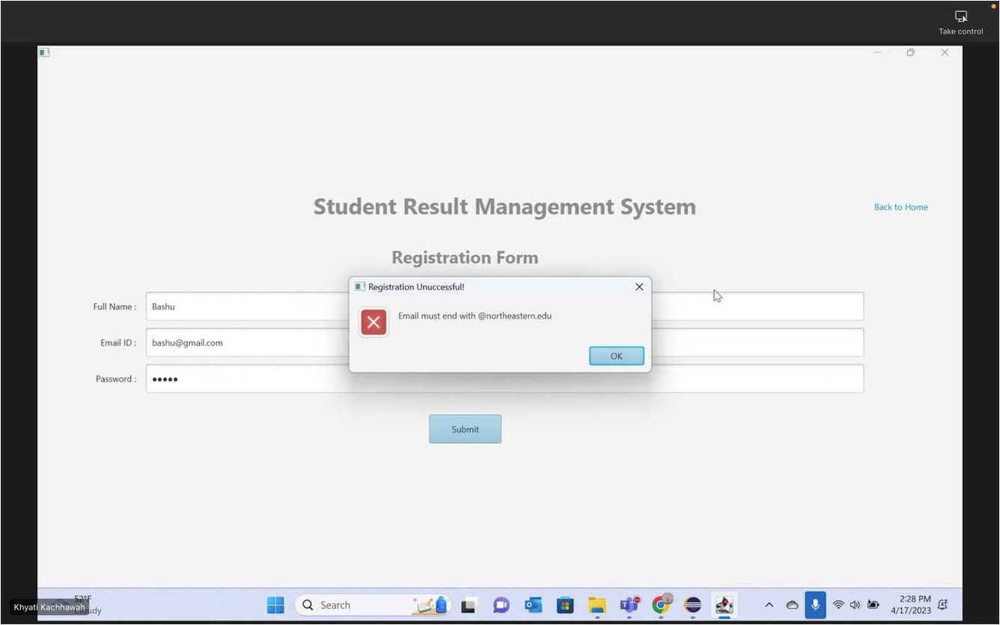 Take control
Student Result Management System
Back to Home
Registration Form
Registration Unuccessful!
Full Name :
Bashu
Email must end with @northeastern.edu
Email ID :
bashu@gmail.com
OK
Password :
Submit
52°F
Khyati Kachhawah
Search
2:28 PM
4/17/2023